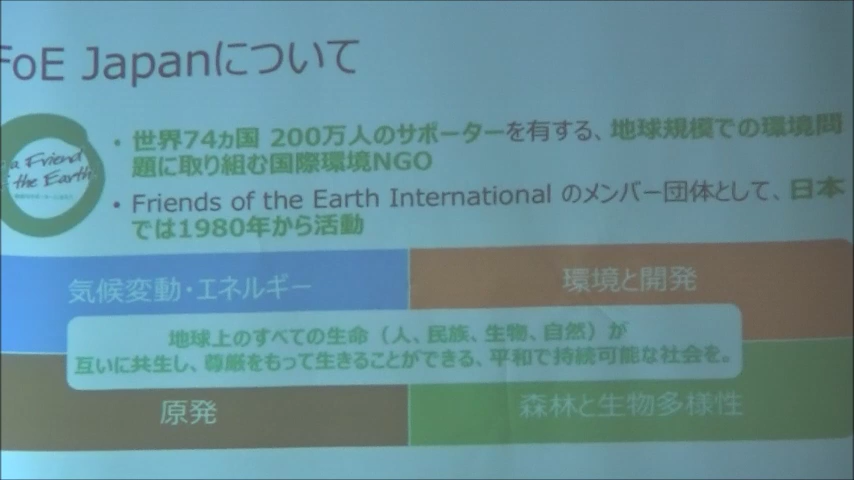 FoE Japanについて
a Friend
the Earth
・世界74ヵ国 200万人のサポーターを有する、地球規模での環境問
題に取り組む国際環境NGO
・Friends of the Earth International のメンバー団体として、日本
では1980年から活動
気候変動・エネルギー
環境と開発
地球上のすべての生命（人、民族、生物、自然）が
互いに共生し、尊厳をもって生きることができる、平和で持続可能な社会を。
原発
森林と生物多様性